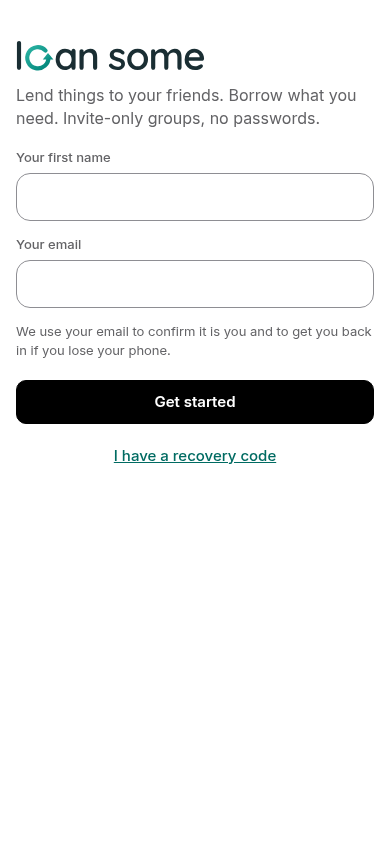 loan some
Lend things to your friends. Borrow what you
need. Invite-only groups, no passwords.
Your first name
Your email
We use your email to confirm it is you and to get you back
in if you lose your phone.
Get started
I have a recovery code